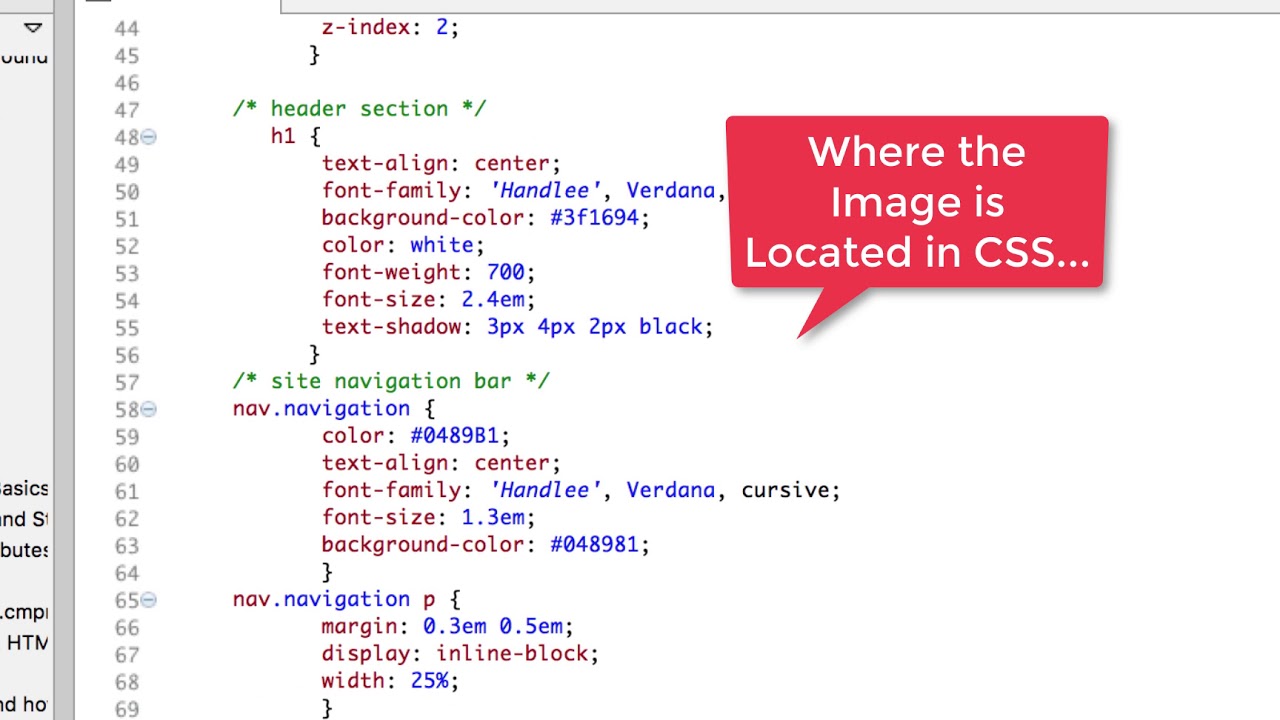 44 z-index: 2;
45 }
46
47 /* header section */
48 h1 {
49 text-align: center;
50 font-family: 'Handlee', Verdana,
51 background-color: #3f1694;
52 color: white;
53 font-weight: 700;
54 font-size: 2.4em;
55 text-shadow: 3px 4px 2px black;
56 }
57 /* site navigation bar */
58 nav.navigation {
59 color: #0489B1;
60 text-align: center;
61 font-family: 'Handlee', Verdana, cursive;
62 font-size: 1.3em;
63 background-color: #048981;
64 }
65 nav.navigation p {
66 margin: 0.3em 0.5em;
67 display: inline-block;
68 width: 25%;
69 }
Where the
Image is
Located in CSS...
ound
asics
and St
butes
.cmp
HTM
nd ho